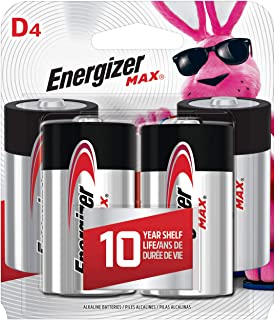 D4
Energizer
MAX®
Energizer
MAX
Energizer
MAX
10
YEAR SHELF
LIFE/ANS DE
DURÉE DE VIE
ALKALINE BATTERIES / PILES ALCALINES / PILAS ALCALINAS